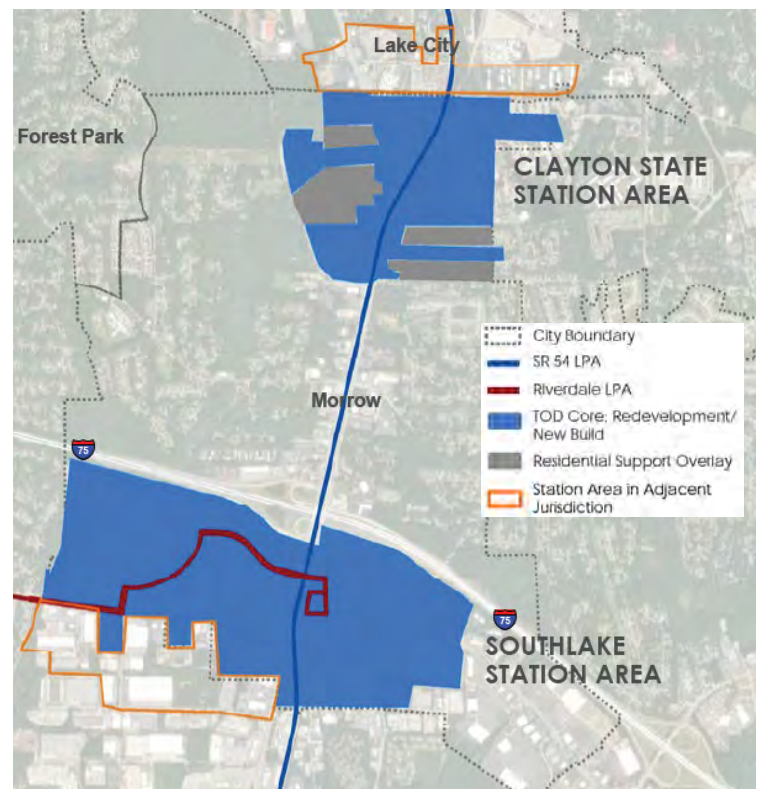 Lake City
Forest Park
CLAYTON STATE
STATION AREA
City Boundary
SR 54 LPA
Riverdale LPA
TOD Core: Redevelopment/
New Build
Residential Support Overlay
Station Area in Adjacent
Jurisdiction
Morrow
75
75
SOUTHLAKE
STATION AREA